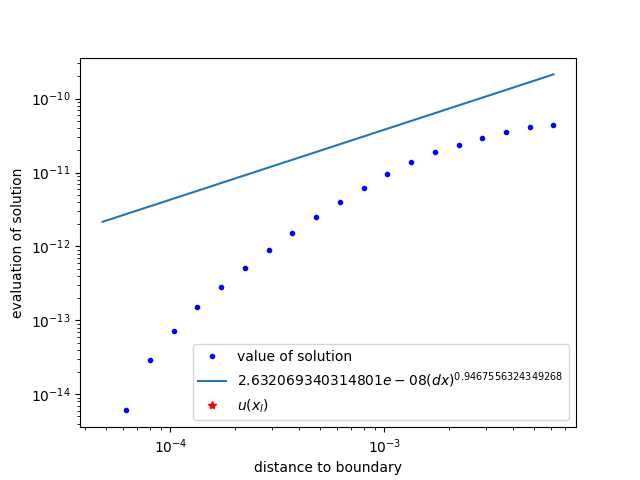 evaluation of solution
10^{-10}
10^{-11}
10^{-12}
10^{-13}
10^{-14}
value of solution
2.632069340314801e − 08(dx)^{0.9467556324349268}
u(x_I)
10^{-4} 10^{-3}
distance to boundary